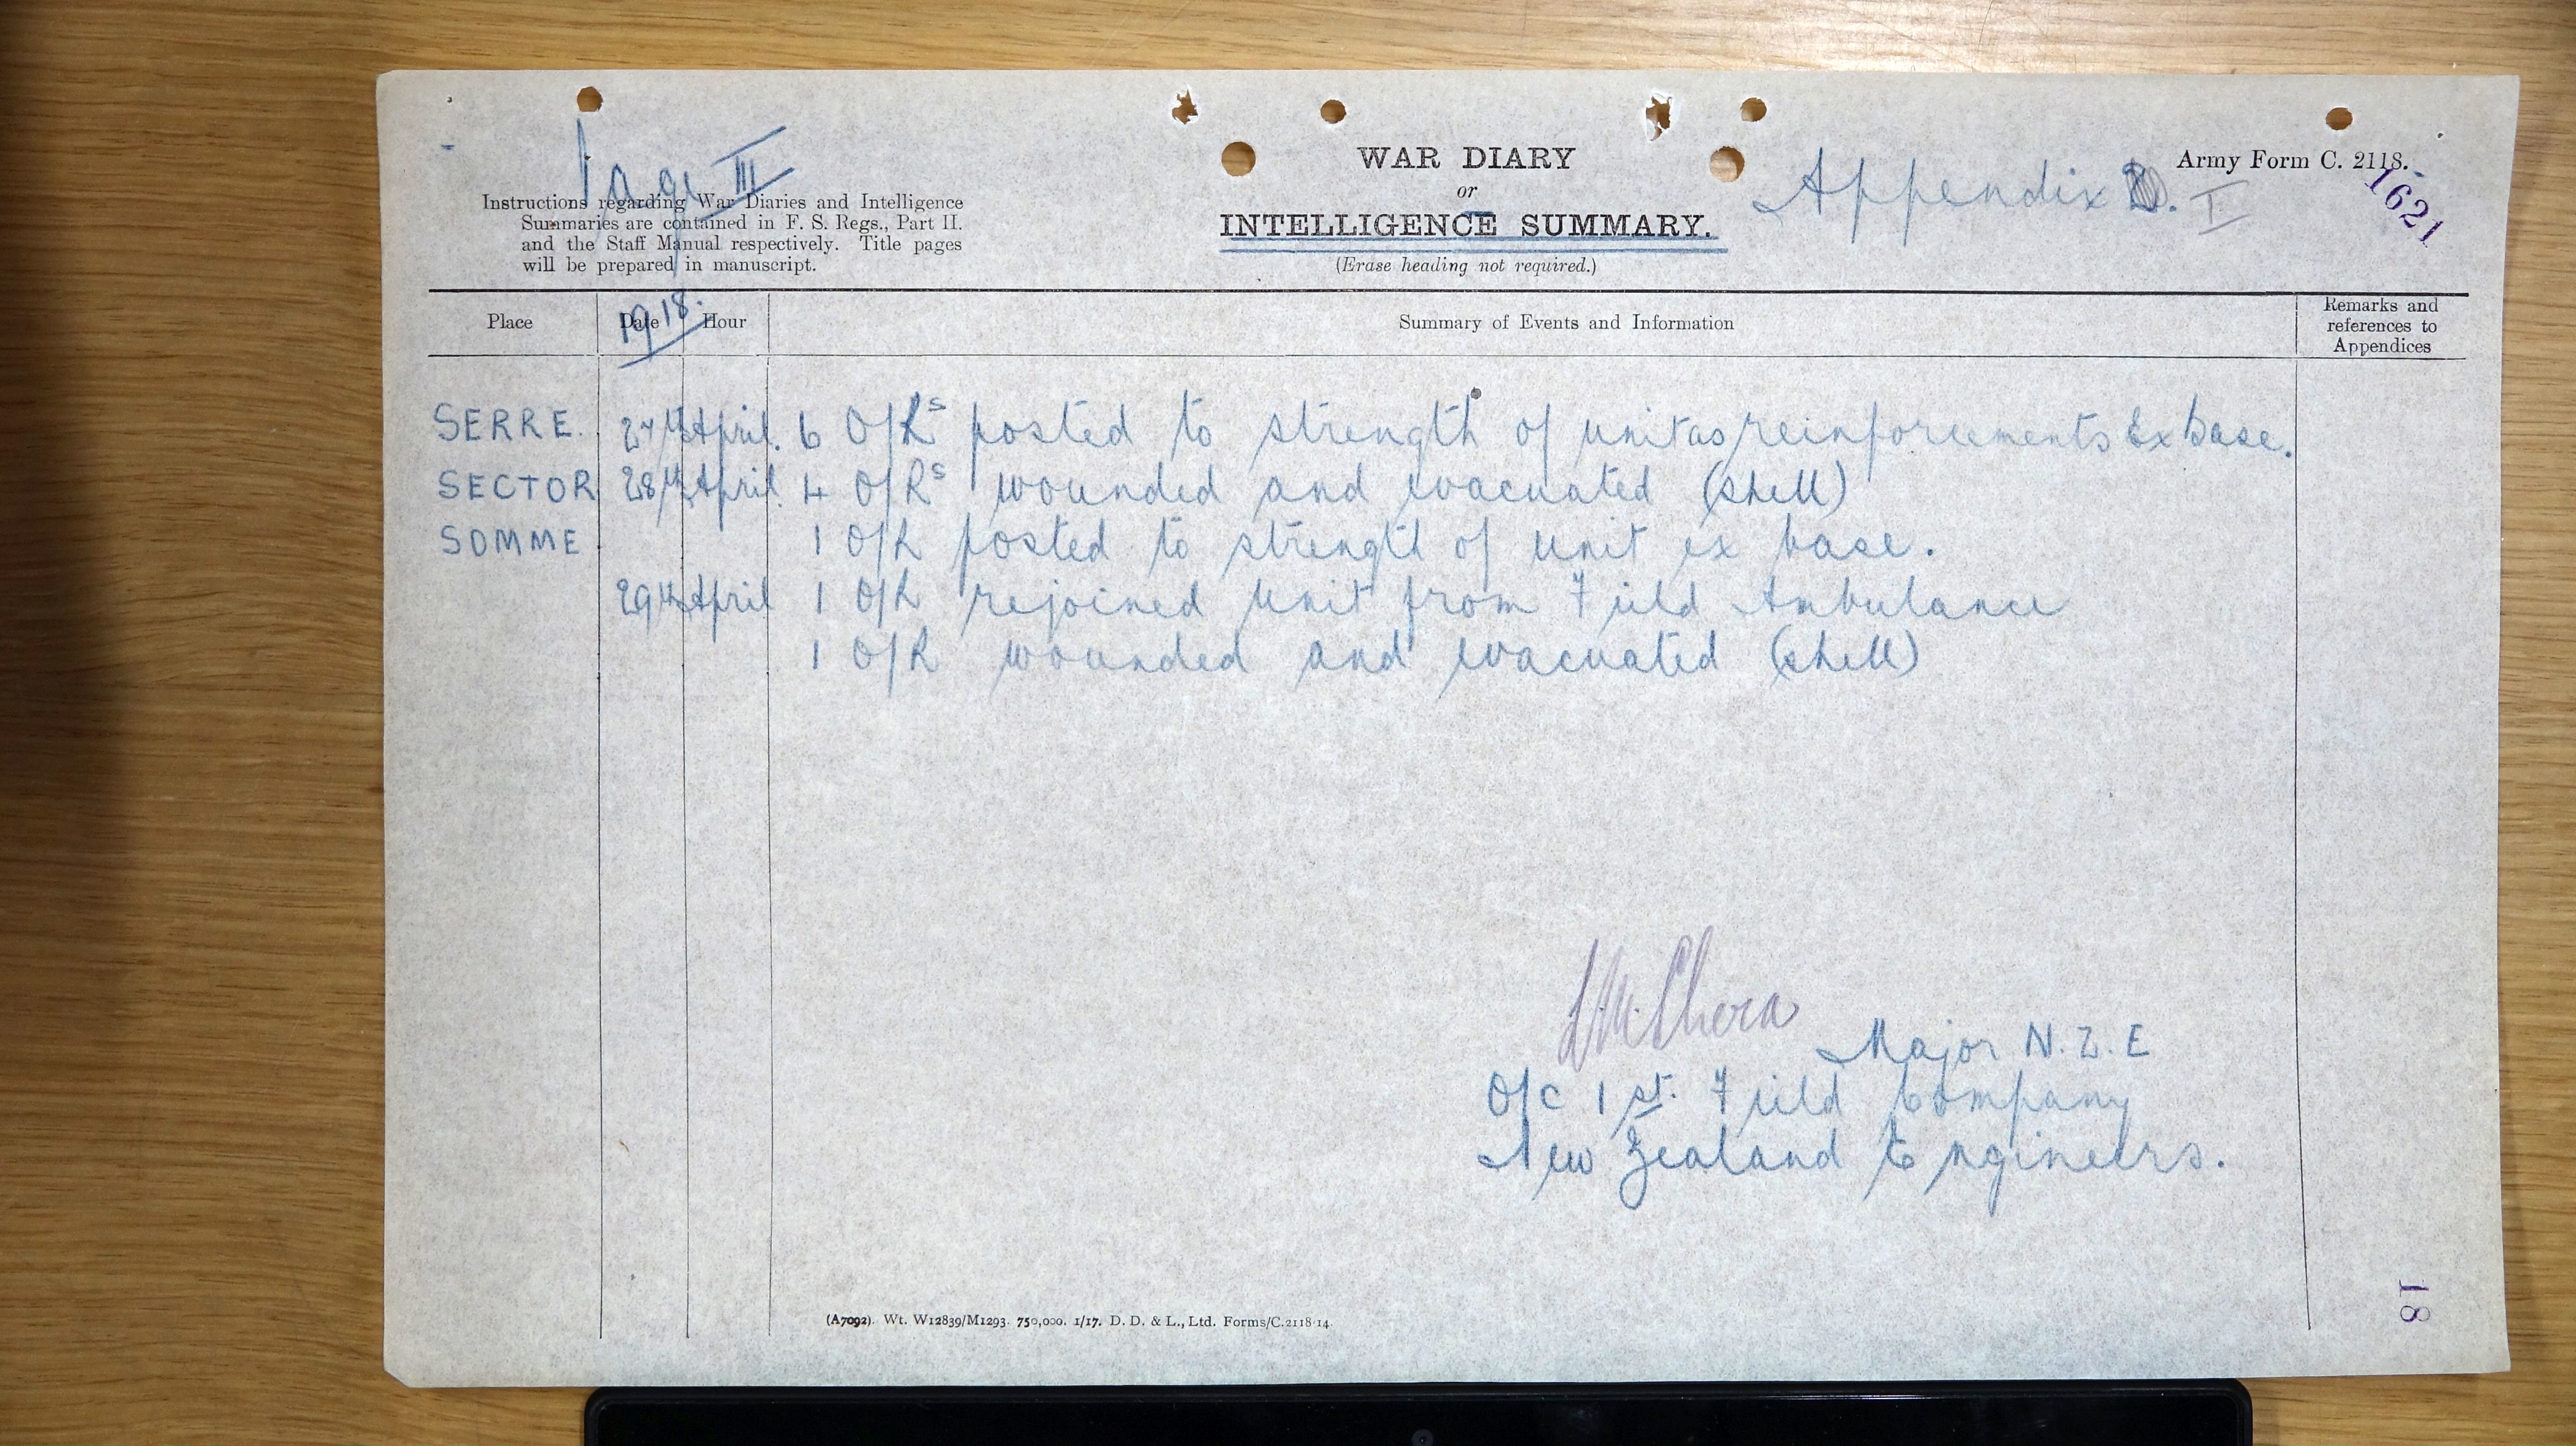 Page III
WAR DIARY
or
INTELLIGENCE SUMMARY.
(Erase heading not required.)
Appendix I
Army Form C. 2118.
1621
Instructions regarding War Diaries and Intelligence
Summaries are contained in F. S. Regs., Part II.
and the Staff Manual respectively. Title pages
will be prepared in manuscript.
Place Date Hour Summary of Events and Information Remarks and references to Appendices
1918.
SERRE. 27th April. 6 O/Rs posted to strength of unit as reinforcements Ex base.
SECTOR 28th April. 4 O/Rs wounded and evacuated (shell)
SOMME 1 O/R posted to strength of unit ex base.
29th April 1 O/R rejoined Unit from Field Ambulance
1 O/R wounded and evacuated (shell)
Major N.Z.E
O/C 1st. Field Company
New Zealand Engineers.
(A7092). Wt. W12839/M1293. 750,000. 1/17. D. D. & L., Ltd. Forms/C.2118/14.
18